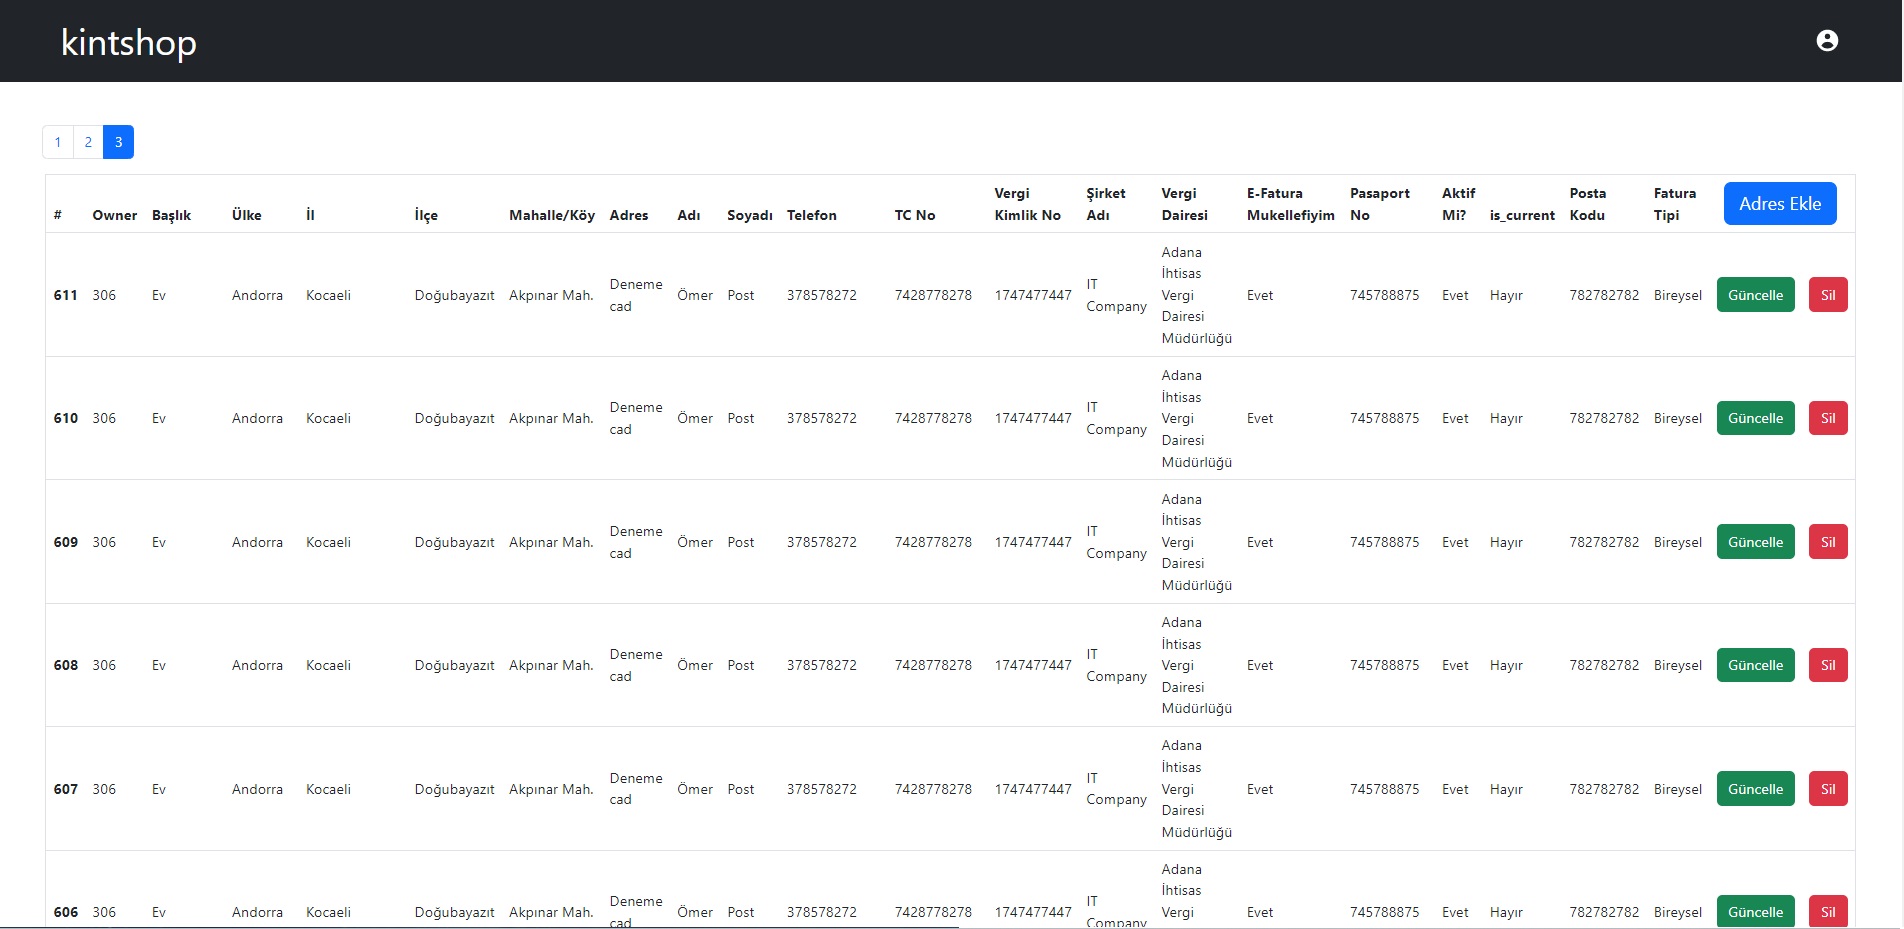 kintshop
1 2 3
# Owner Başlık Ülke İl İlçe Mahalle/Köy Adres Adı Soyadı Telefon TC No Vergi Kimlik No Şirket Adı Vergi Dairesi E-Fatura Mukellefiyim Pasaport No Aktif Mi? is_current Posta Kodu Fatura Tipi Adres Ekle
611 306 Ev Andorra Kocaeli Doğubayazıt Akpınar Mah. Deneme cad Ömer Post 378578272 7428778278 1747477447 IT Company Adana İhtisas Vergi Dairesi Müdürlüğü Evet 745788875 Evet Hayır 782782782 Bireysel Güncelle Sil
610 306 Ev Andorra Kocaeli Doğubayazıt Akpınar Mah. Deneme cad Ömer Post 378578272 7428778278 1747477447 IT Company Adana İhtisas Vergi Dairesi Müdürlüğü Evet 745788875 Evet Hayır 782782782 Bireysel Güncelle Sil
609 306 Ev Andorra Kocaeli Doğubayazıt Akpınar Mah. Deneme cad Ömer Post 378578272 7428778278 1747477447 IT Company Adana İhtisas Vergi Dairesi Müdürlüğü Evet 745788875 Evet Hayır 782782782 Bireysel Güncelle Sil
608 306 Ev Andorra Kocaeli Doğubayazıt Akpınar Mah. Deneme cad Ömer Post 378578272 7428778278 1747477447 IT Company Adana İhtisas Vergi Dairesi Müdürlüğü Evet 745788875 Evet Hayır 782782782 Bireysel Güncelle Sil
607 306 Ev Andorra Kocaeli Doğubayazıt Akpınar Mah. Deneme cad Ömer Post 378578272 7428778278 1747477447 IT Company Adana İhtisas Vergi Dairesi Müdürlüğü Evet 745788875 Evet Hayır 782782782 Bireysel Güncelle Sil
606 306 Ev Andorra Kocaeli Doğubayazıt Akpınar Mah. Deneme cad Ömer Post 378578272 7428778278 1747477447 IT Company Adana İhtisas Vergi Evet 745788875 Evet Hayır 782782782 Bireysel Güncelle Sil